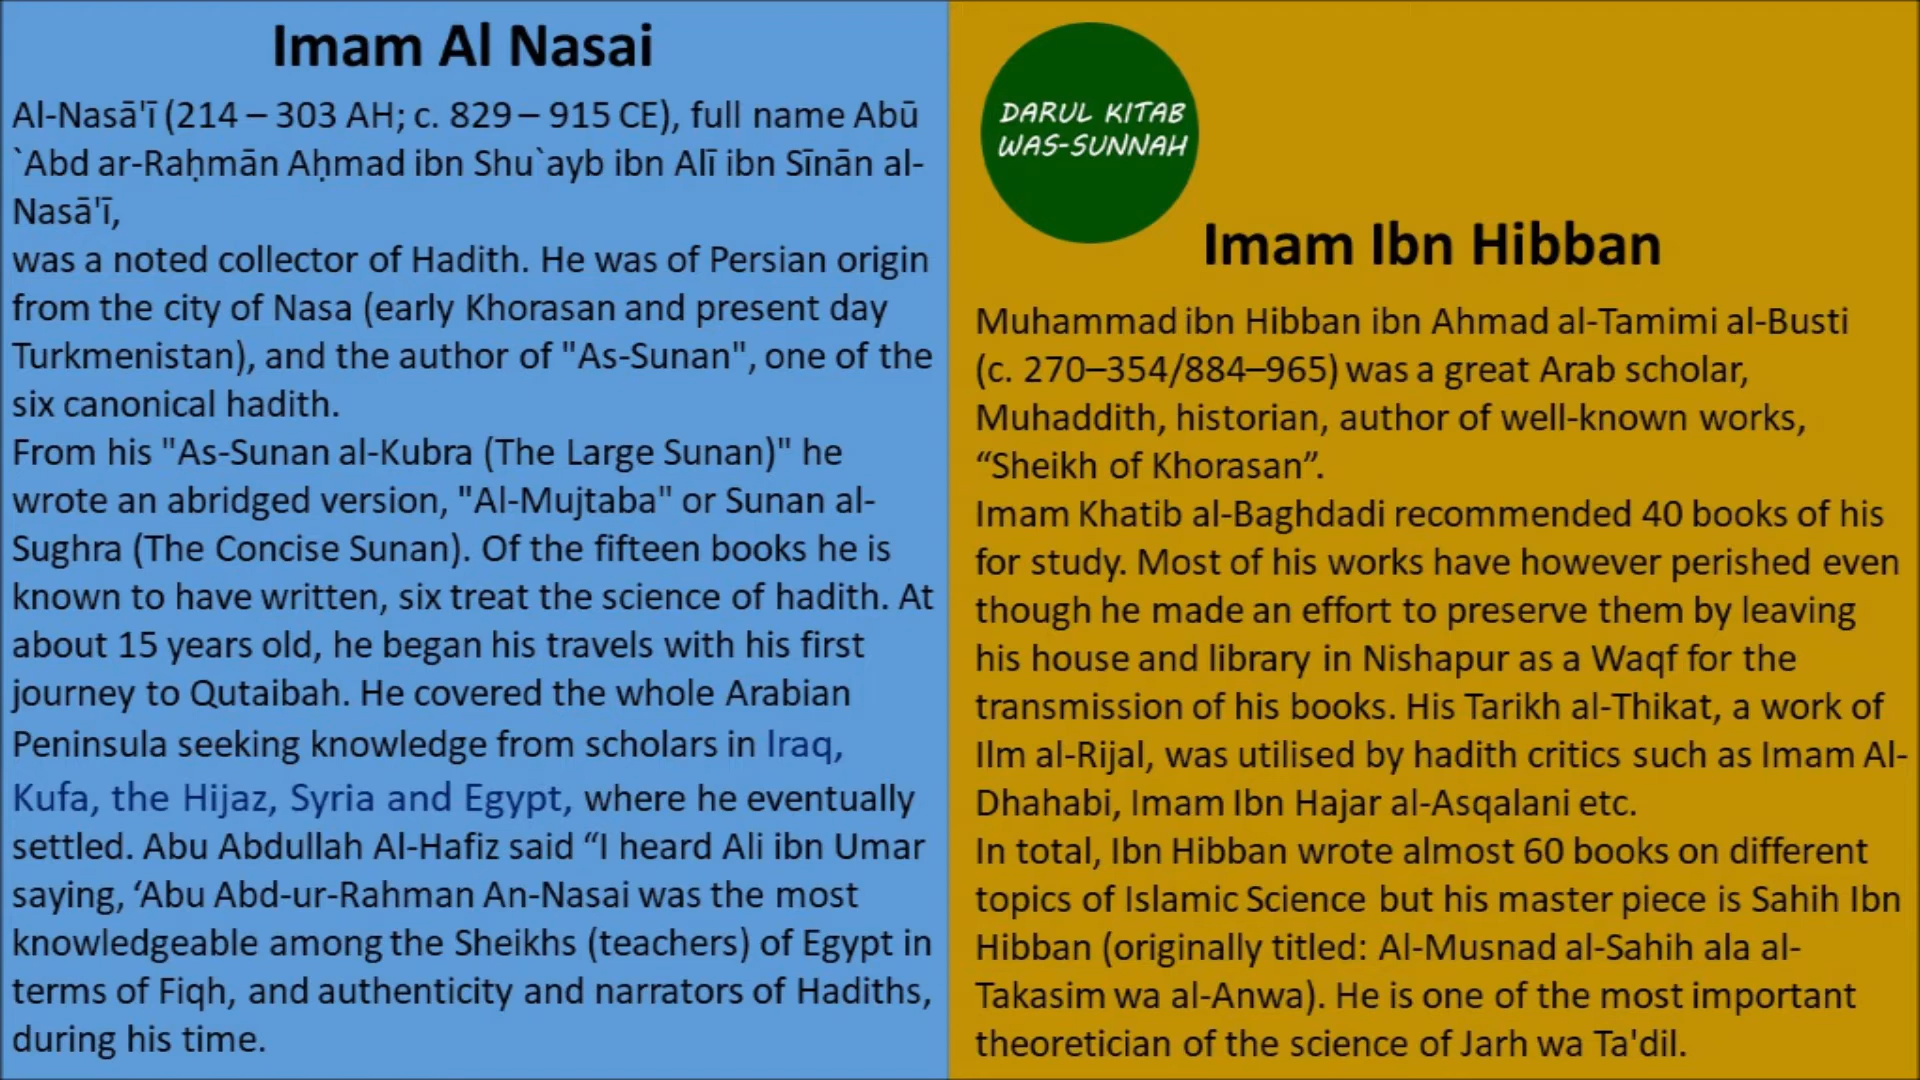 Imam Al Nasai
Al-Nasā'ī (214 – 303 AH; c. 829 – 915 CE), full name Abū
`Abd ar-Raḥmān Aḥmad ibn Shu`ayb ibn Alī ibn Sīnān al-
Nasā'ī,
was a noted collector of Hadith. He was of Persian origin
from the city of Nasa (early Khorasan and present day
Turkmenistan), and the author of "As-Sunan", one of the
six canonical hadith.
From his "As-Sunan al-Kubra (The Large Sunan)" he
wrote an abridged version, "Al-Mujtaba" or Sunan al-
Sughra (The Concise Sunan). Of the fifteen books he is
known to have written, six treat the science of hadith. At
about 15 years old, he began his travels with his first
journey to Qutaibah. He covered the whole Arabian
Peninsula seeking knowledge from scholars in Iraq,
Kufa, the Hijaz, Syria and Egypt, where he eventually
settled. Abu Abdullah Al-Hafiz said “I heard Ali ibn Umar
saying, ‘Abu Abd-ur-Rahman An-Nasai was the most
knowledgeable among the Sheikhs (teachers) of Egypt in
terms of Fiqh, and authenticity and narrators of Hadiths,
during his time.
DARUL KITAB
WAS-SUNNAH
Imam Ibn Hibban
Muhammad ibn Hibban ibn Ahmad al-Tamimi al-Busti
(c. 270–354/884–965) was a great Arab scholar,
Muhaddith, historian, author of well-known works,
“Sheikh of Khorasan”.
Imam Khatib al-Baghdadi recommended 40 books of his
for study. Most of his works have however perished even
though he made an effort to preserve them by leaving
his house and library in Nishapur as a Waqf for the
transmission of his books. His Tarikh al-Thikat, a work of
Ilm al-Rijal, was utilised by hadith critics such as Imam Al-
Dhahabi, Imam Ibn Hajar al-Asqalani etc.
In total, Ibn Hibban wrote almost 60 books on different
topics of Islamic Science but his master piece is Sahih Ibn
Hibban (originally titled: Al-Musnad al-Sahih ala al-
Takasim wa al-Anwa). He is one of the most important
theoretician of the science of Jarh wa Ta'dil.